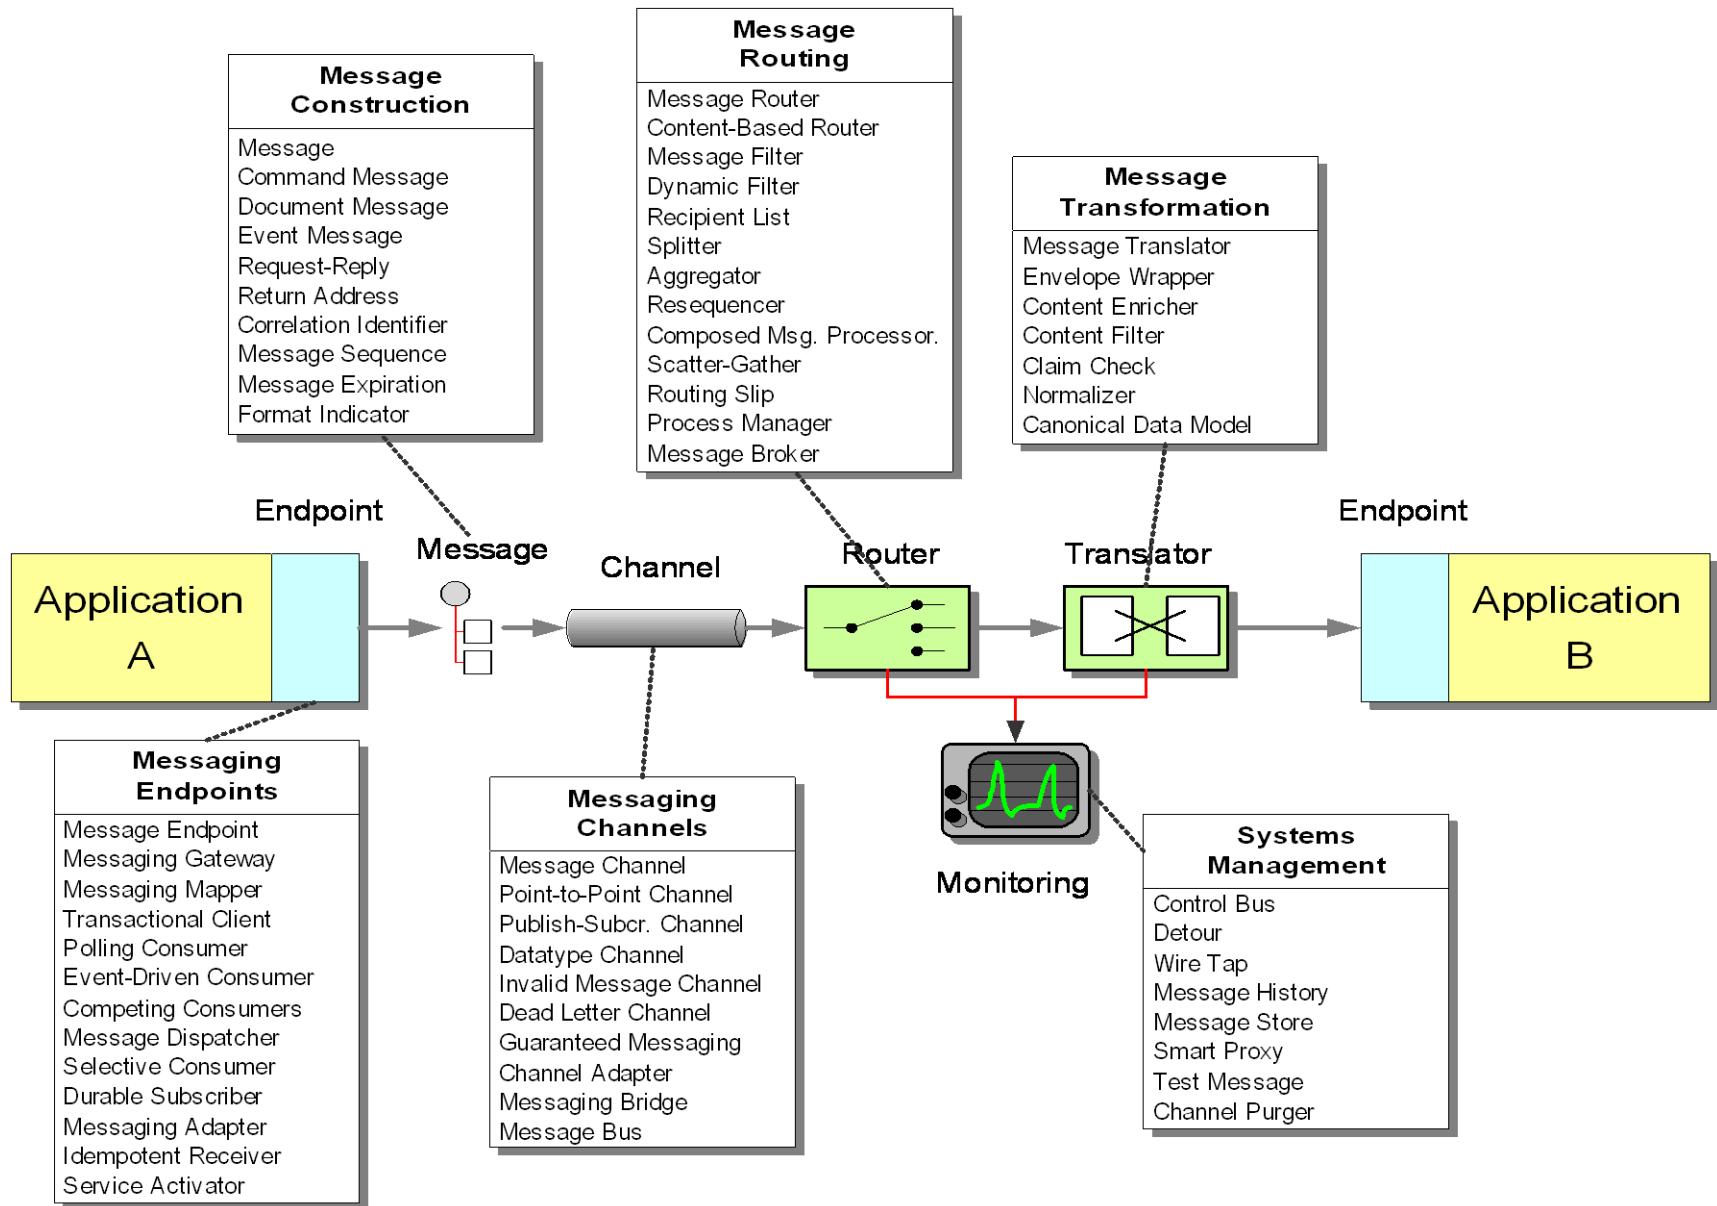 Message
Routing
Message Router
Content-Based Router
Message Filter
Dynamic Filter
Recipient List
Splitter
Aggregator
Resequencer
Composed Msg. Processor.
Scatter-Gather
Routing Slip
Process Manager
Message Broker
Message
Construction
Message
Command Message
Document Message
Event Message
Request-Reply
Return Address
Correlation Identifier
Message Sequence
Message Expiration
Format Indicator
Message
Transformation
Message Translator
Envelope Wrapper
Content Enricher
Content Filter
Claim Check
Normalizer
Canonical Data Model
Endpoint
Message
Channel
Router
Translator
Endpoint
Application
A
Application
B
Messaging
Endpoints
Message Endpoint
Messaging Gateway
Messaging Mapper
Transactional Client
Polling Consumer
Event-Driven Consumer
Competing Consumers
Message Dispatcher
Selective Consumer
Durable Subscriber
Messaging Adapter
Idempotent Receiver
Service Activator
Messaging
Channels
Message Channel
Point-to-Point Channel
Publish-Subcr. Channel
Datatype Channel
Invalid Message Channel
Dead Letter Channel
Guaranteed Messaging
Channel Adapter
Messaging Bridge
Message Bus
Monitoring
Systems
Management
Control Bus
Detour
Wire Tap
Message History
Message Store
Smart Proxy
Test Message
Channel Purger